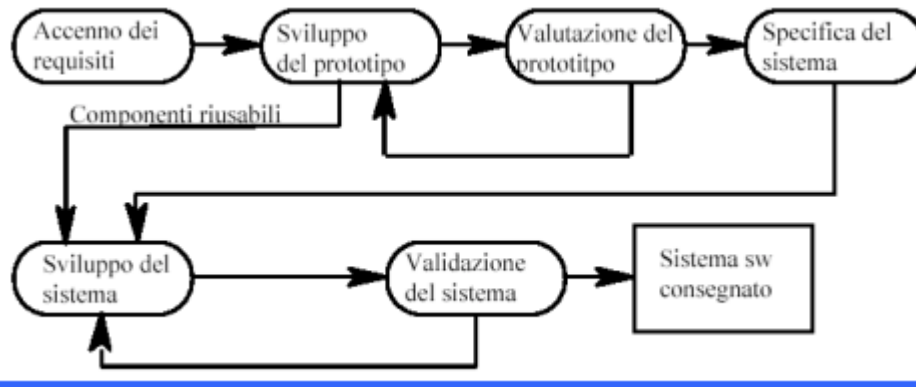 Accenno dei
requisiti
Sviluppo
del prototipo
Valutazione del
prototitpo
Specifica del
sistema
Componenti riusabili
Sviluppo del
sistema
Validazione
del sistema
Sistema sw
consegnato